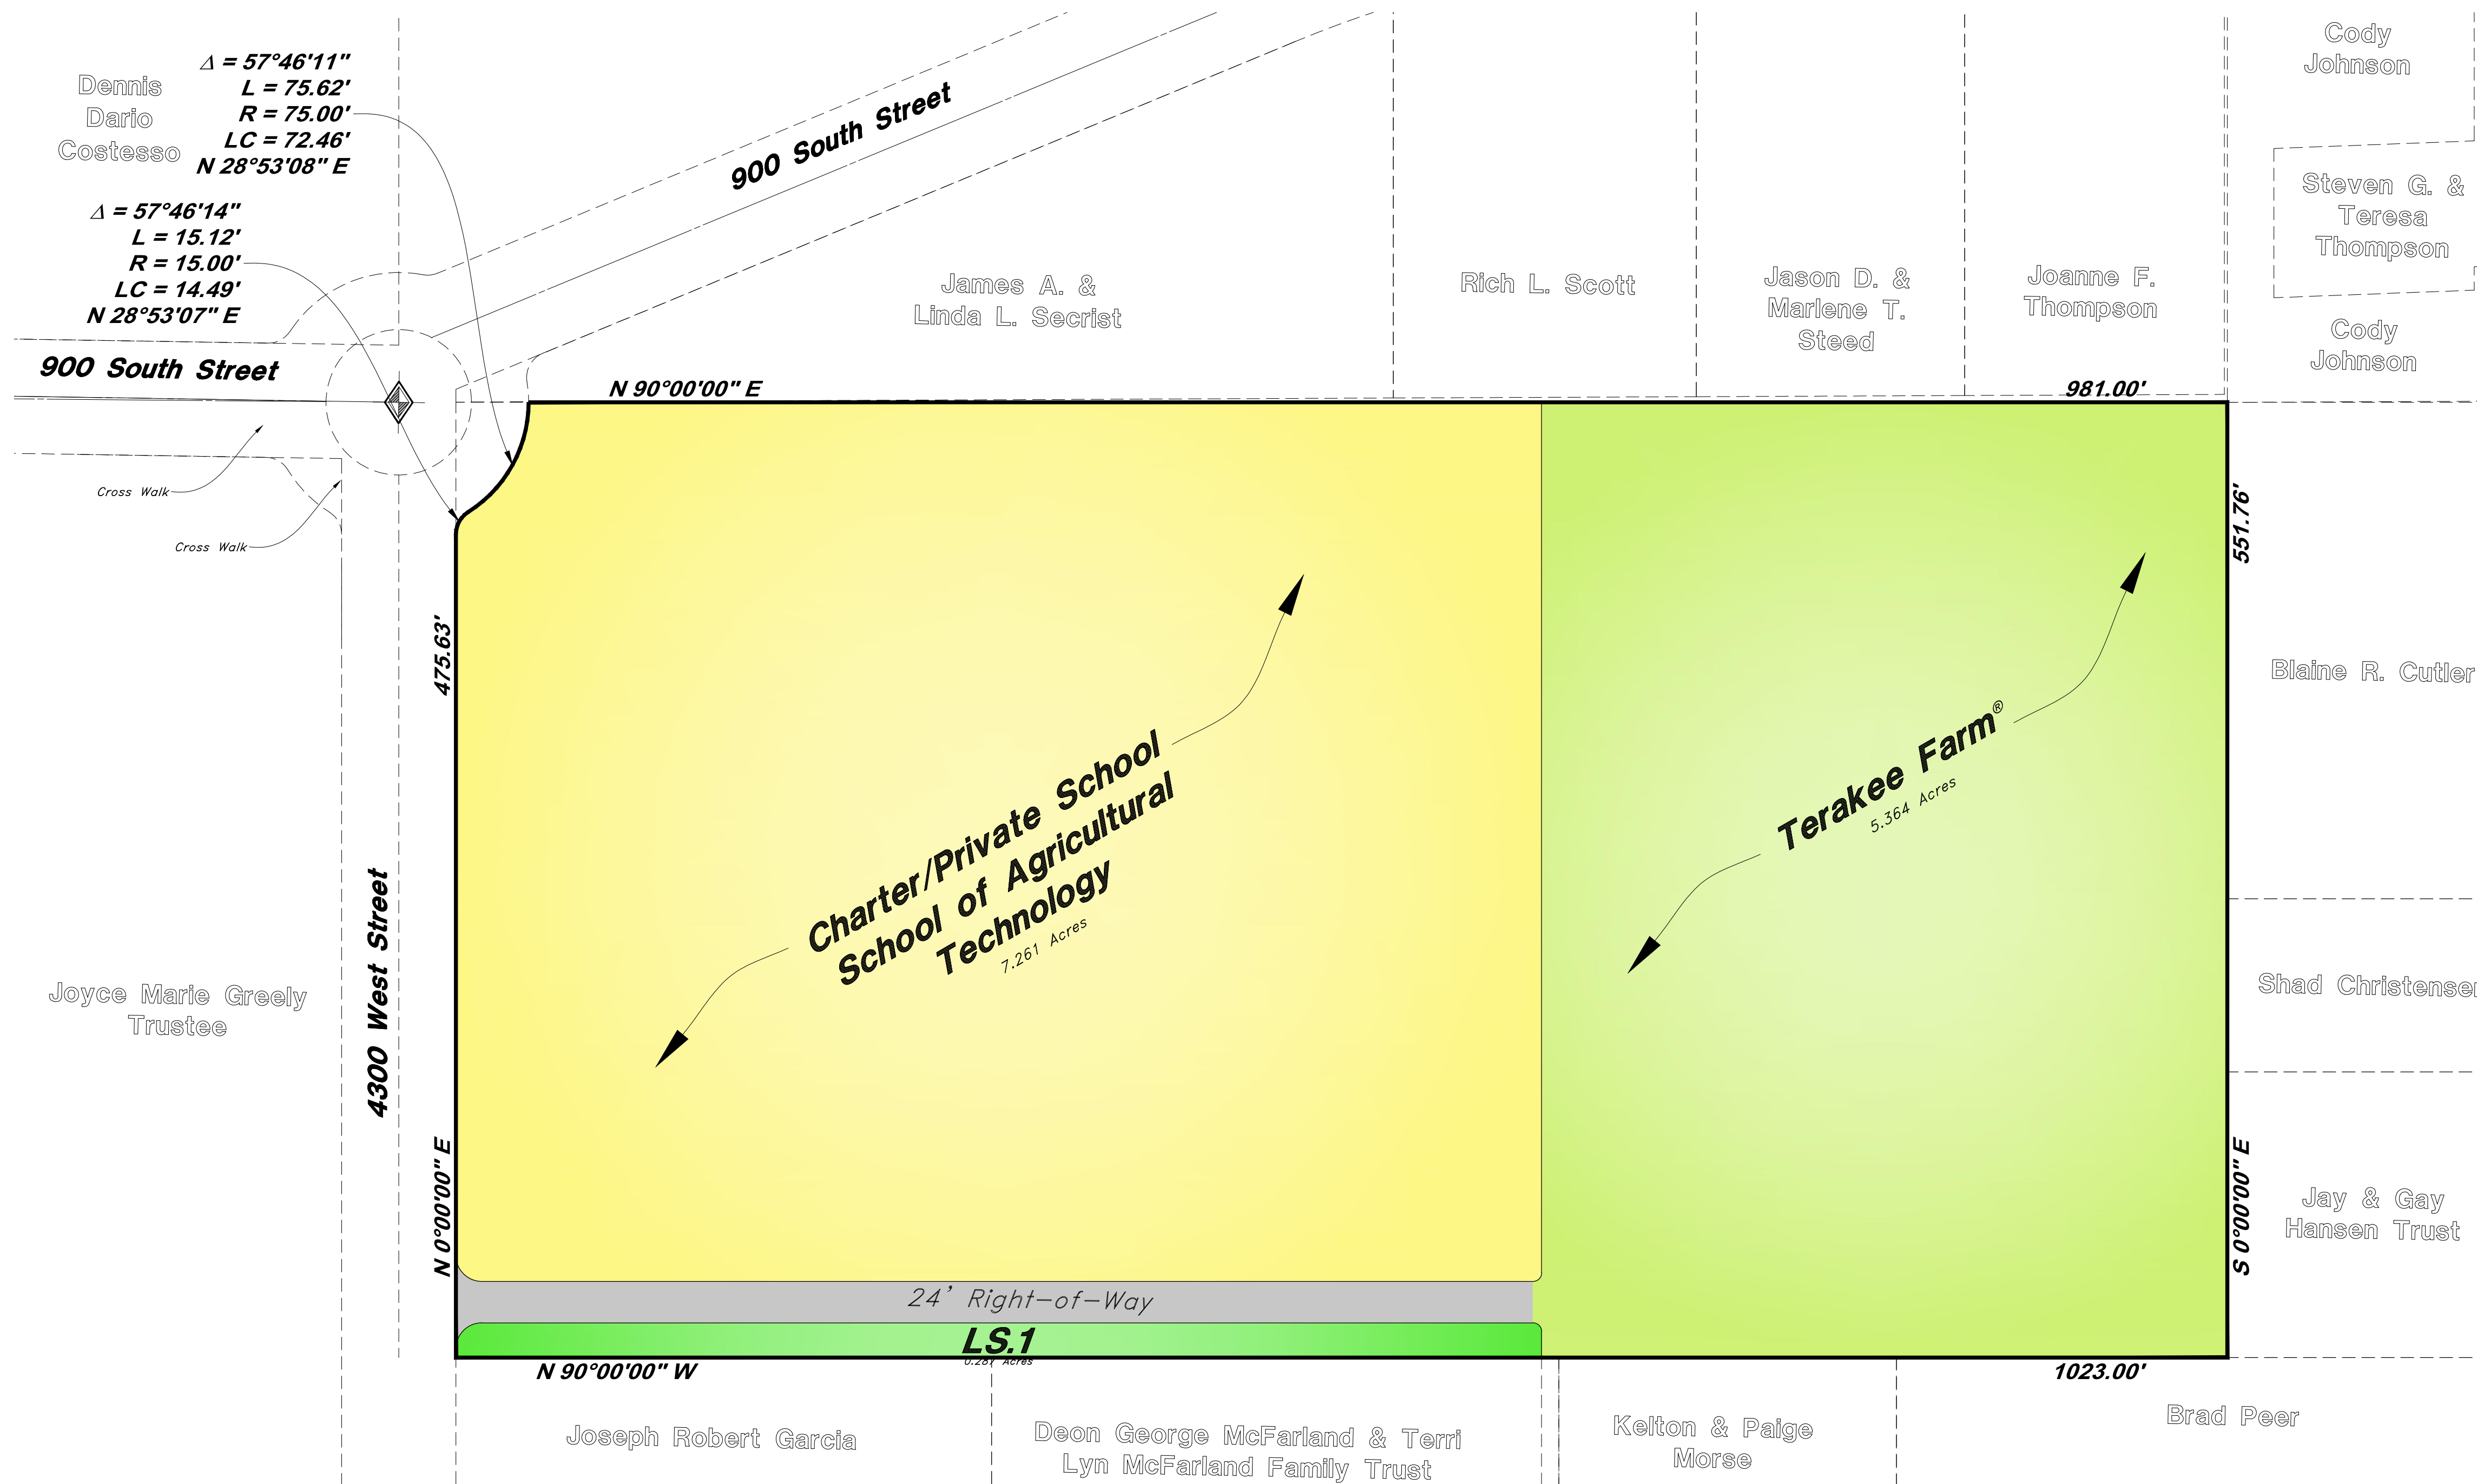 Dennis
Dario
Costesso
Δ = 57°46'11"
L = 75.62'
R = 75.00'
LC = 72.46'
N 28°53'08" E
Δ = 57°46'14"
L = 15.12'
R = 15.00'
LC = 14.49'
N 28°53'07" E
900 South Street
900 South Street
Cross Walk
Cross Walk
James A. &
Linda L. Secrist
Rich L. Scott
Jason D. &
Marlene T.
Steed
Joanne F.
Thompson
Cody
Johnson
Steven G. &
Teresa
Thompson
Cody
Johnson
N 90°00'00" E
981.00'
551.76'
S 0°00'00" E
475.63'
N 0°00'00" E
4300 West Street
Joyce Marie Greely
Trustee
Charter/Private School
School of Agricultural
Technology
7.261 Acres
Terakee Farm®
5.364 Acres
Blaine R. Cutler
Shad Christensen
Jay & Gay
Hansen Trust
24' Right-of-Way
LS.1
0.287 Acres
N 90°00'00" W
1023.00'
Joseph Robert Garcia
Deon George McFarland & Terri
Lyn McFarland Family Trust
Kelton & Paige
Morse
Brad Peer